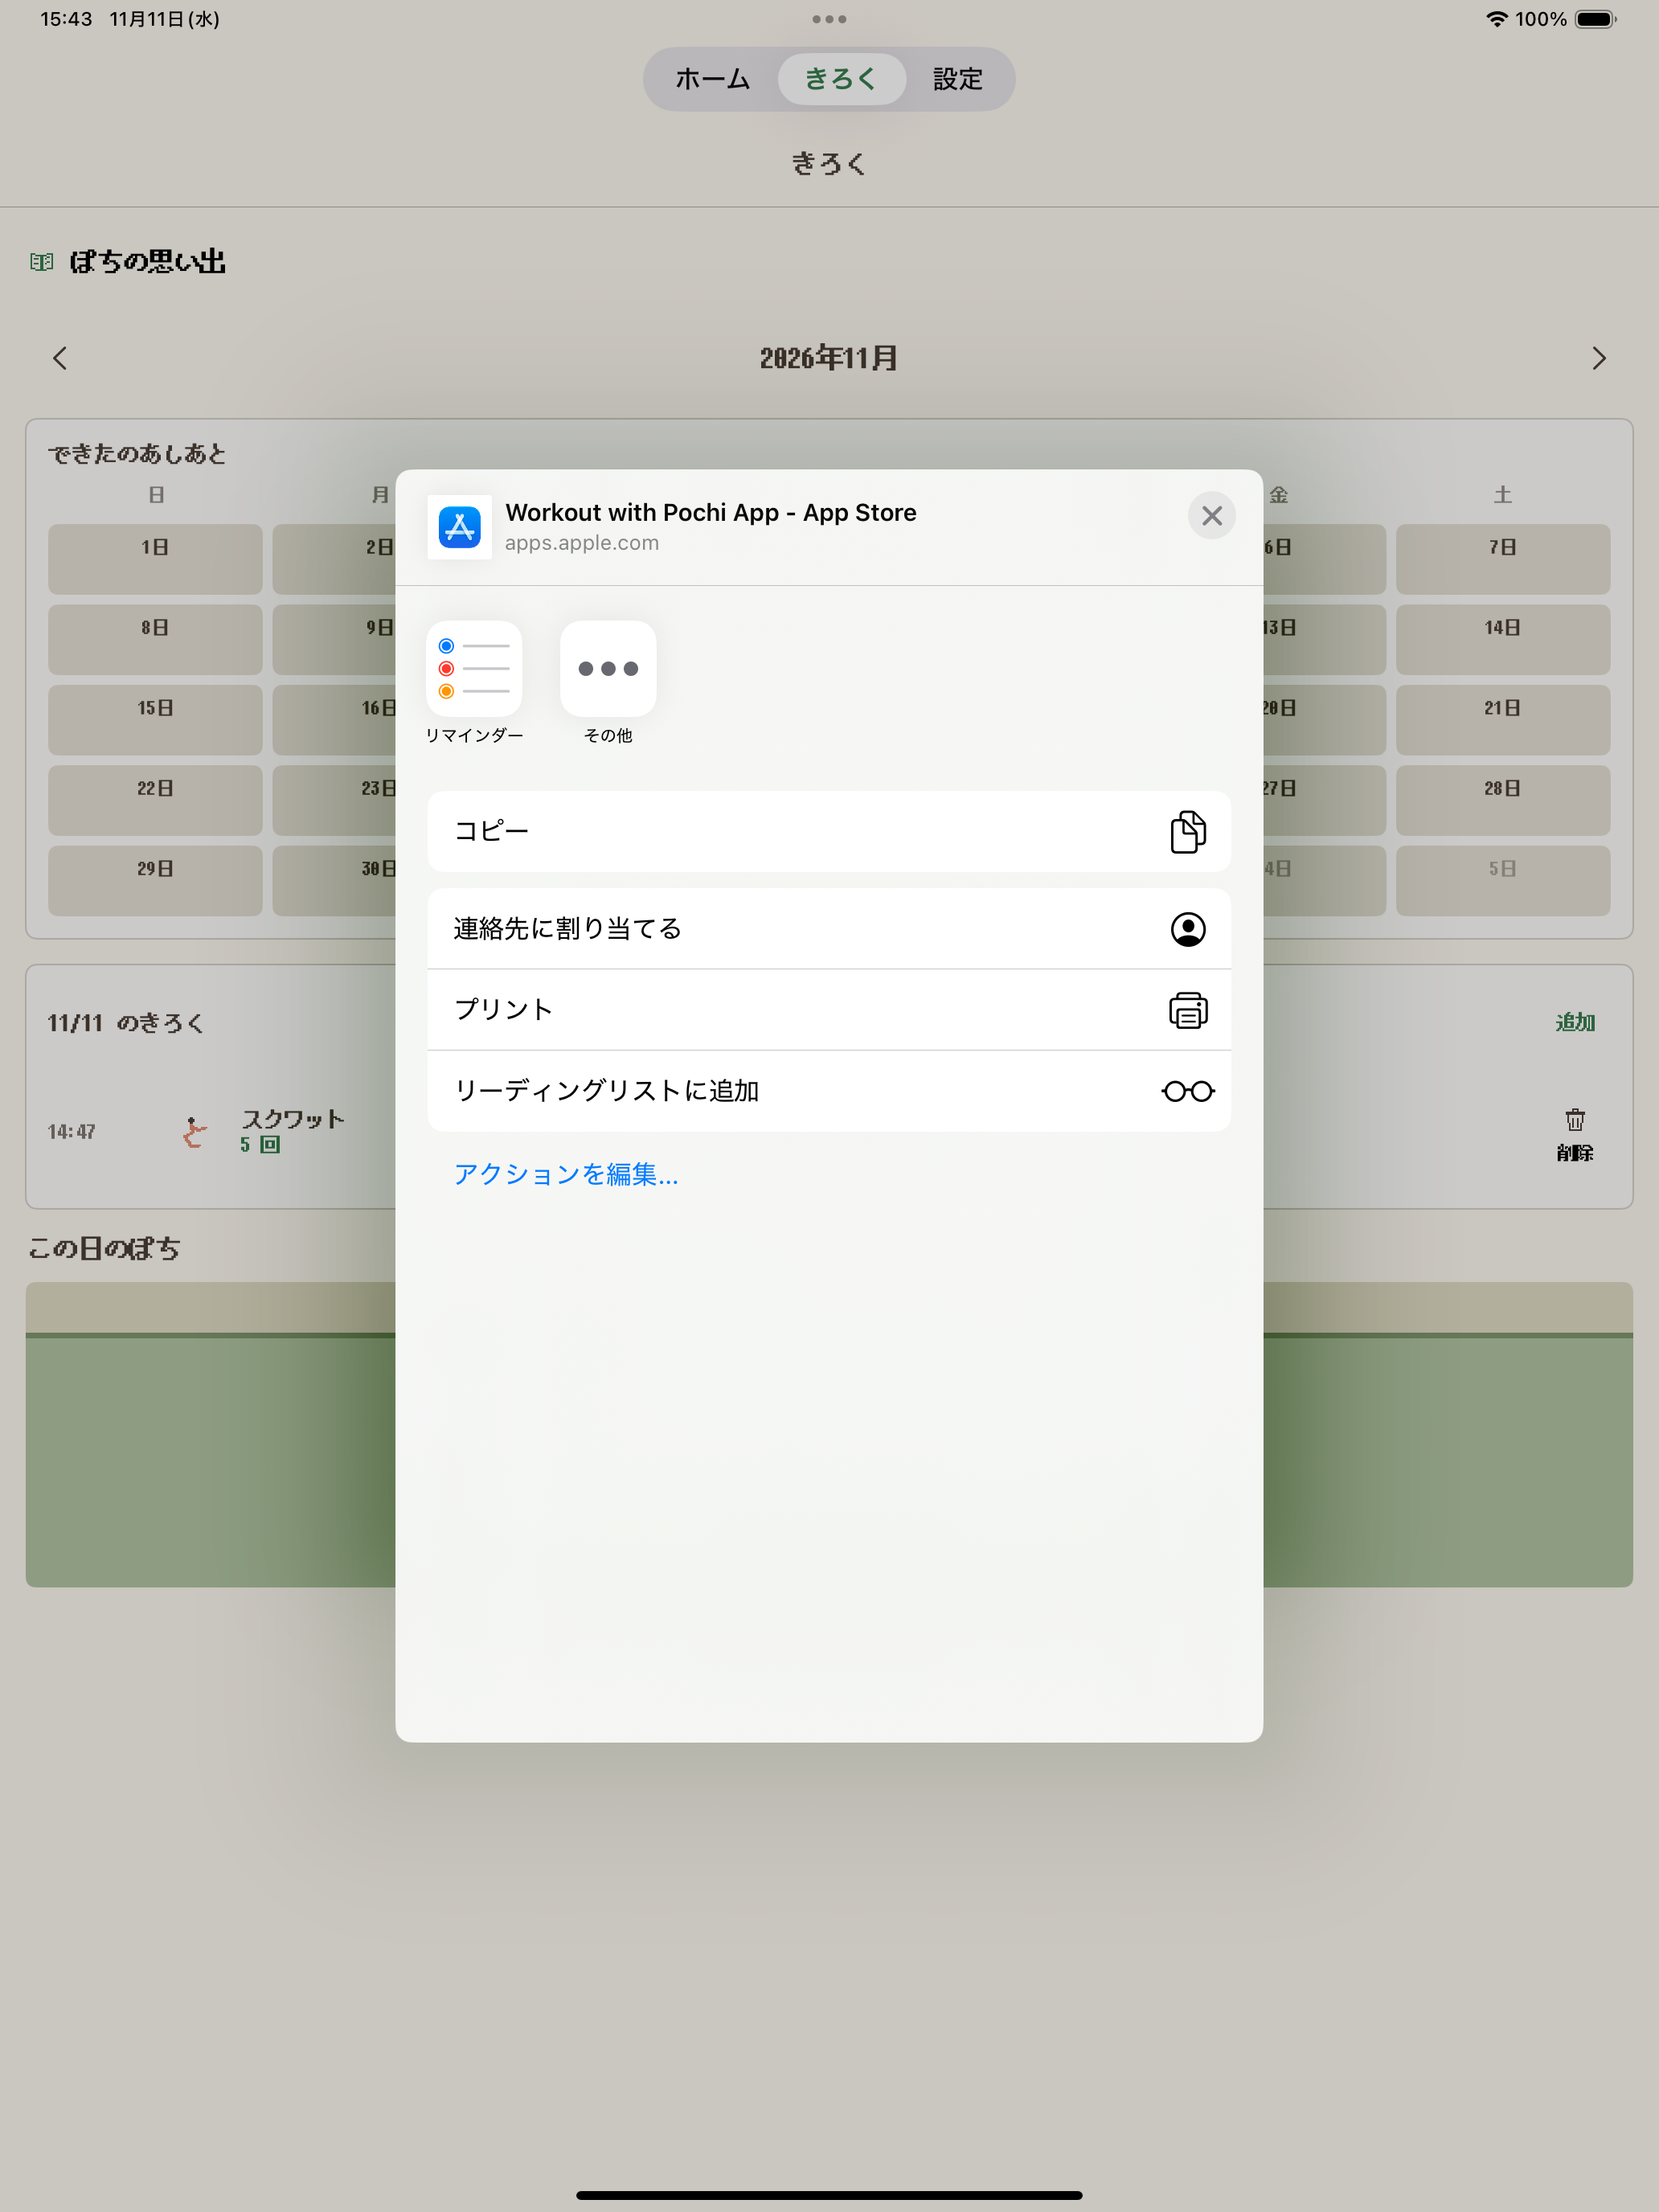 15:43 11月11日(水)
100%
ホーム きろく 設定
きろく
ぽちの思い出
2026年11月
できたのあしあと
日 月 金 土
1日 2日 6日 7日
8日 9日 13日 14日
15日 16日 20日 21日
22日 23日 27日 28日
29日 30日 4日 5日
Workout with Pochi App - App Store
apps.apple.com
リマインダー その他
コピー
連絡先に割り当てる
プリント
リーディングリストに追加
アクションを編集...
11/11 のきろく 追加
14:47 スクワット
5 回
削除
この日のぽち